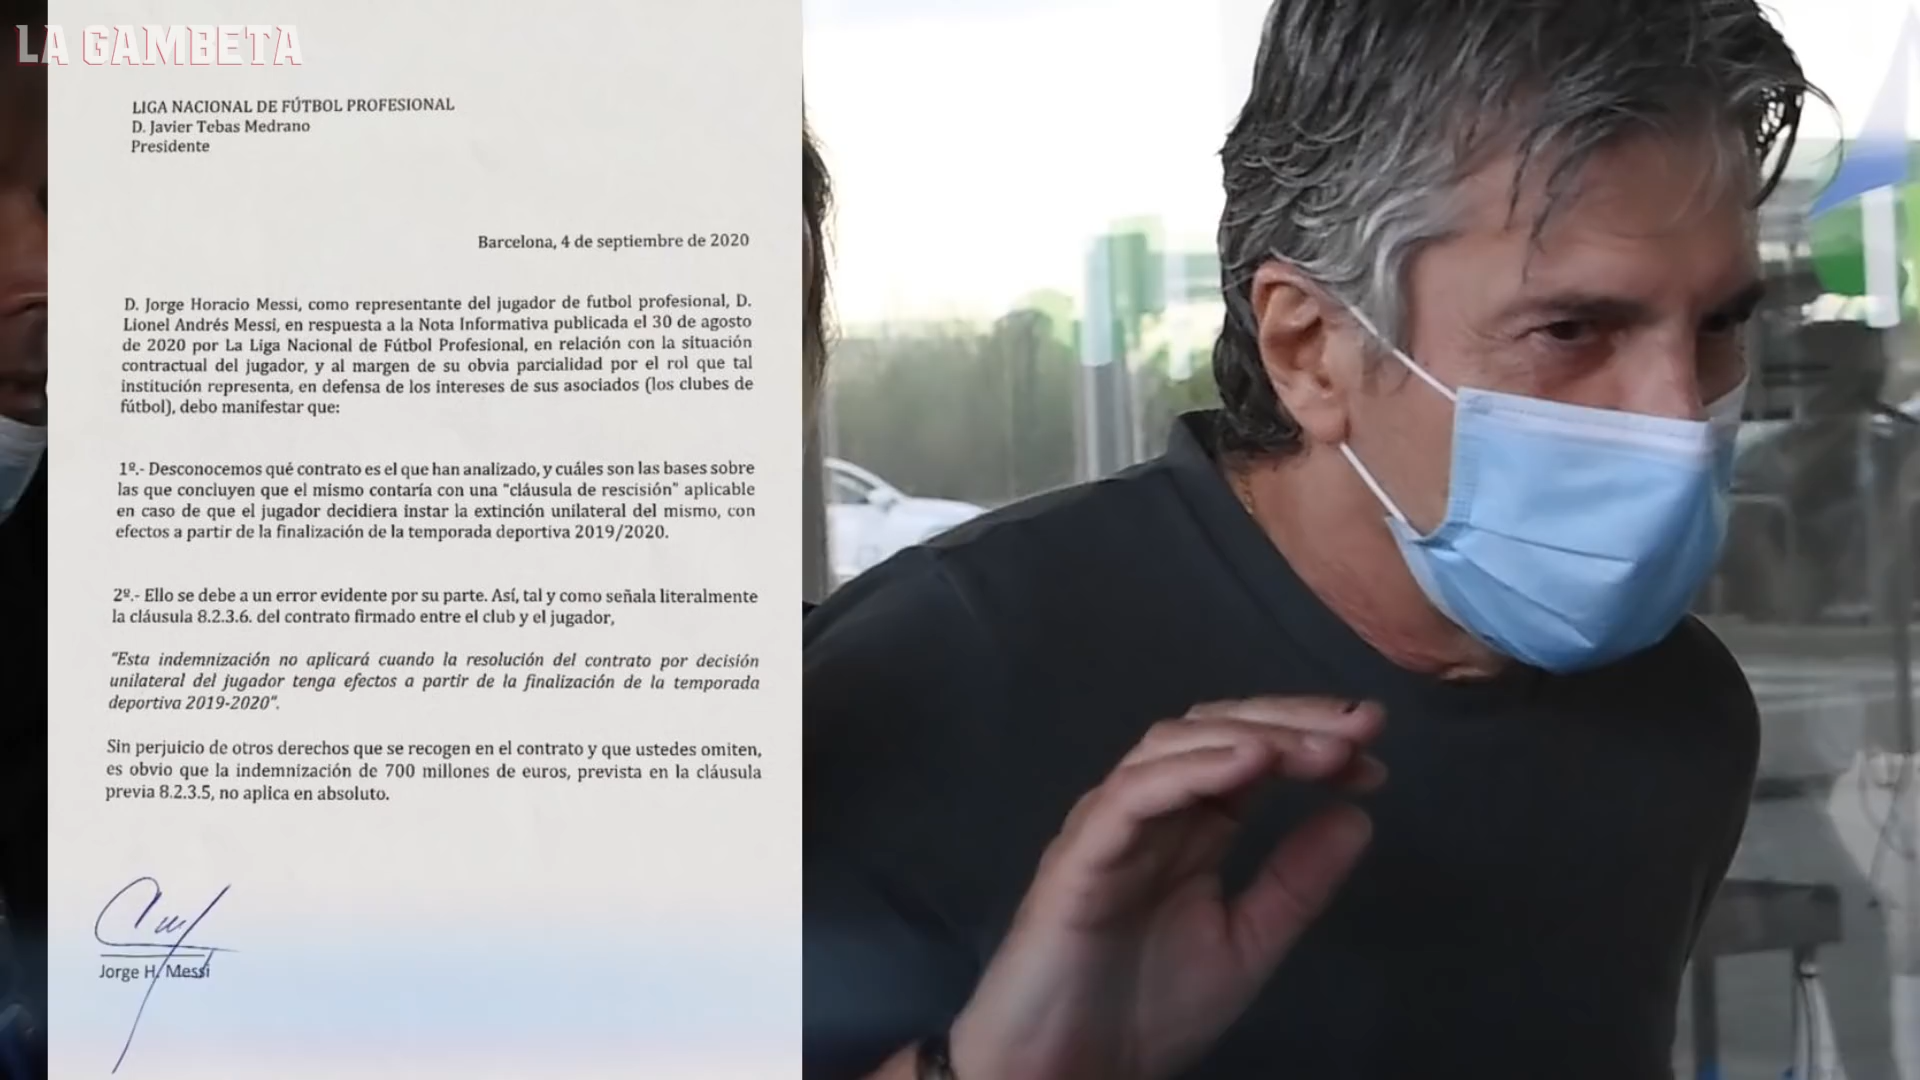 LA GAMBETA
LIGA NACIONAL DE FÚTBOL PROFESIONAL
D. Javier Tebas Medrano
Presidente
Barcelona, 4 de septiembre de 2020
D. Jorge Horacio Messi, como representante del jugador de futbol profesional, D.
Lionel Andrés Messi, en respuesta a la Nota Informativa publicada el 30 de agosto
de 2020 por La Liga Nacional de Fútbol Profesional, en relación con la situación
contractual del jugador, y al margen de su obvia parcialidad por el rol que tal
institución representa, en defensa de los intereses de sus asociados (los clubes de
fútbol), debo manifestar que:
1º.- Desconocemos qué contrato es el que han analizado, y cuáles son las bases sobre
las que concluyen que el mismo contaría con una "cláusula de rescisión" aplicable
en caso de que el jugador decidiera instar la extinción unilateral del mismo, con
efectos a partir de la finalización de la temporada deportiva 2019/2020.
2º.- Ello se debe a un error evidente por su parte. Así, tal y como señala literalmente
la cláusula 8.2.3.6. del contrato firmado entre el club y el jugador,
"Esta indemnización no aplicará cuando la resolución del contrato por decisión
unilateral del jugador tenga efectos a partir de la finalización de la temporada
deportiva 2019-2020".
Sin perjuicio de otros derechos que se recogen en el contrato y que ustedes omiten,
es obvio que la indemnización de 700 millones de euros, prevista en la cláusula
previa 8.2.3.5, no aplica en absoluto.
Jorge H. Messi